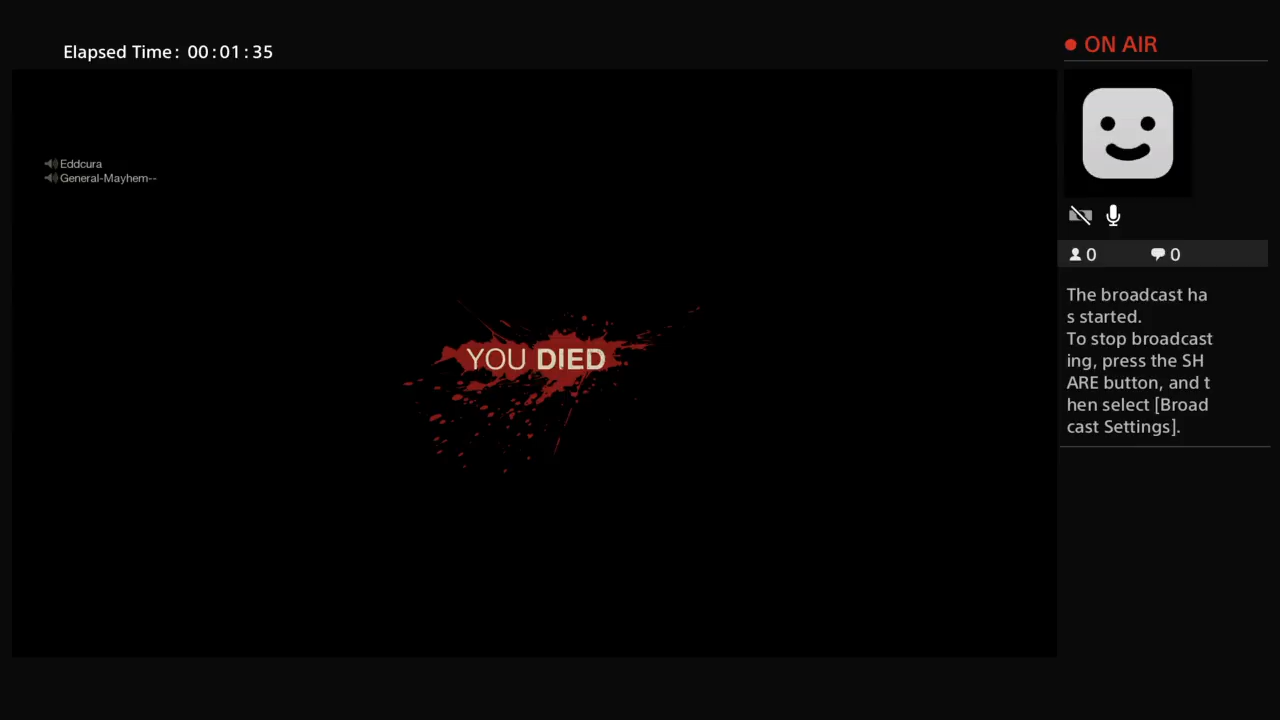 Elapsed Time: 00:01:35
ON AIR
Eddcura
General-Mayhem--
0
0
The broadcast ha
s started.
To stop broadcast
ing, press the SH
ARE button, and t
hen select [Broad
cast Settings].
YOU DIED